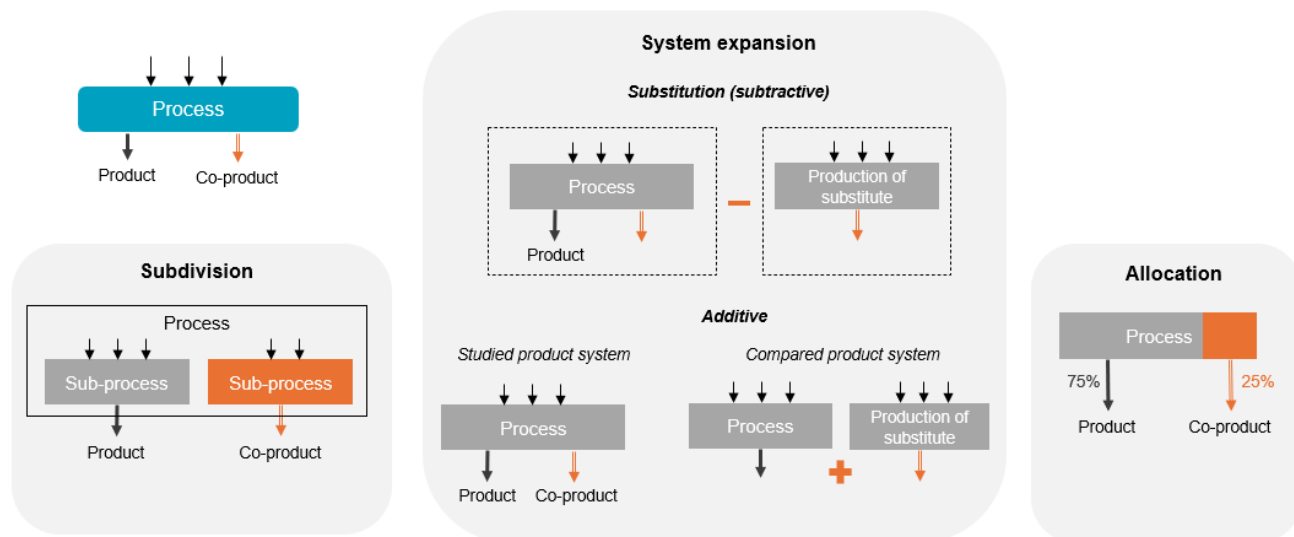 Process
Product
Co-product
Subdivision
Process
Sub-process
Sub-process
Product
Co-product
System expansion
Substitution (subtractive)
Process
Product
Production of
substitute
Additive
Studied product system
Process
Product
Co-product
Compared product system
Process
Production of
substitute
Allocation
Process
75%
25%
Product
Co-product